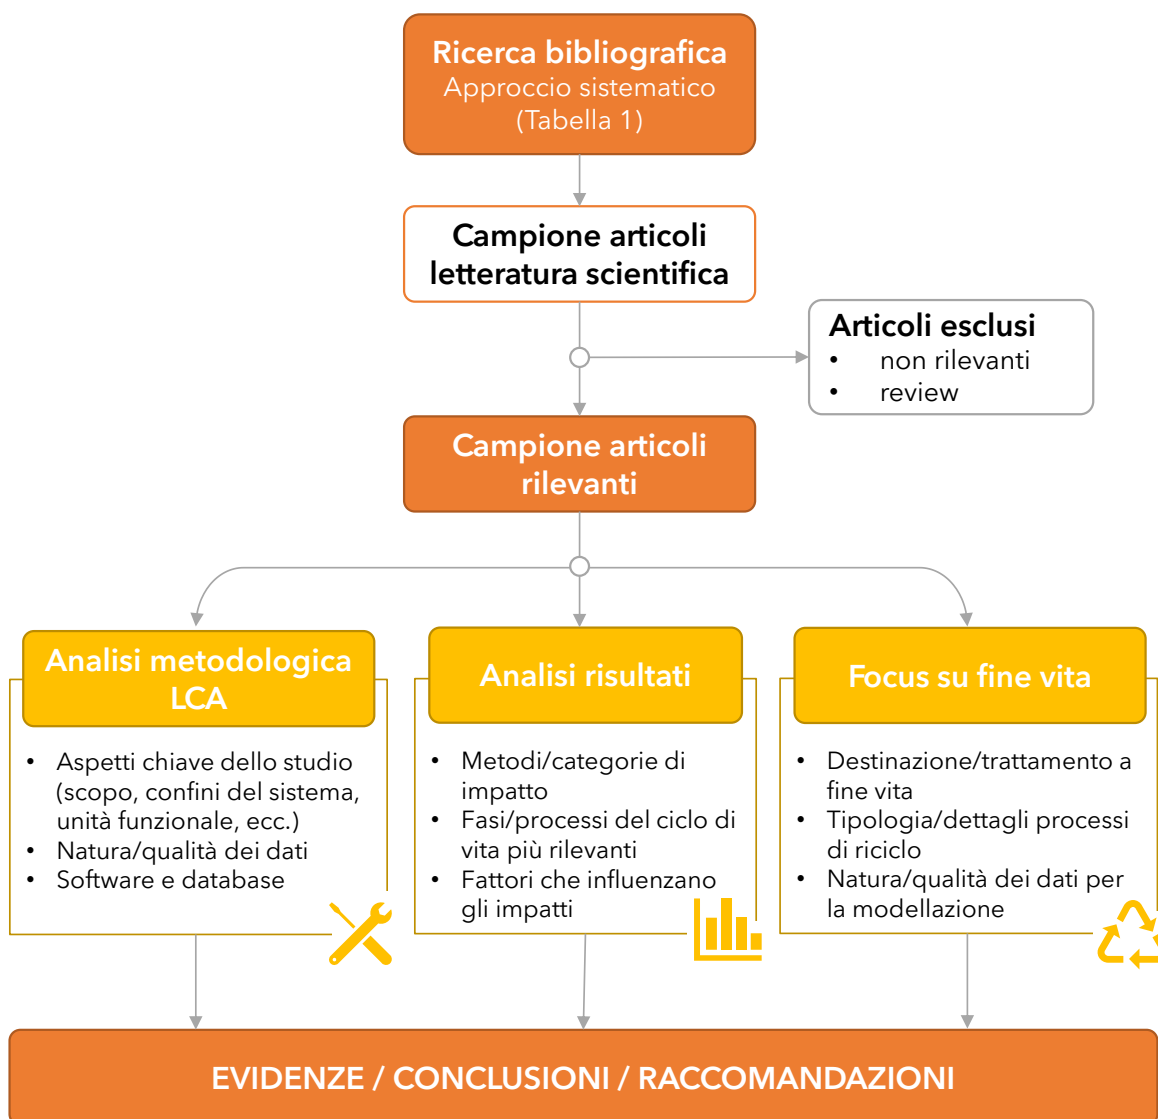 Ricerca bibliografica
Approccio sistematico
(Tabella 1)
Campione articoli
letteratura scientifica
Articoli esclusi
• non rilevanti
• review
Campione articoli
rilevanti
Analisi metodologica
LCA
• Aspetti chiave dello studio
(scopo, confini del sistema,
unità funzionale, ecc.)
• Natura/qualità dei dati
• Software e database
Analisi risultati
• Metodi/categorie di
impatto
• Fasi/processi del ciclo di
vita più rilevanti
• Fattori che influenzano
gli impatti
Focus su fine vita
• Destinazione/trattamento a
fine vita
• Tipologia/dettagli processi
di riciclo
• Natura/qualità dei dati per
la modellazione
EVIDENZE / CONCLUSIONI / RACCOMANDAZIONI